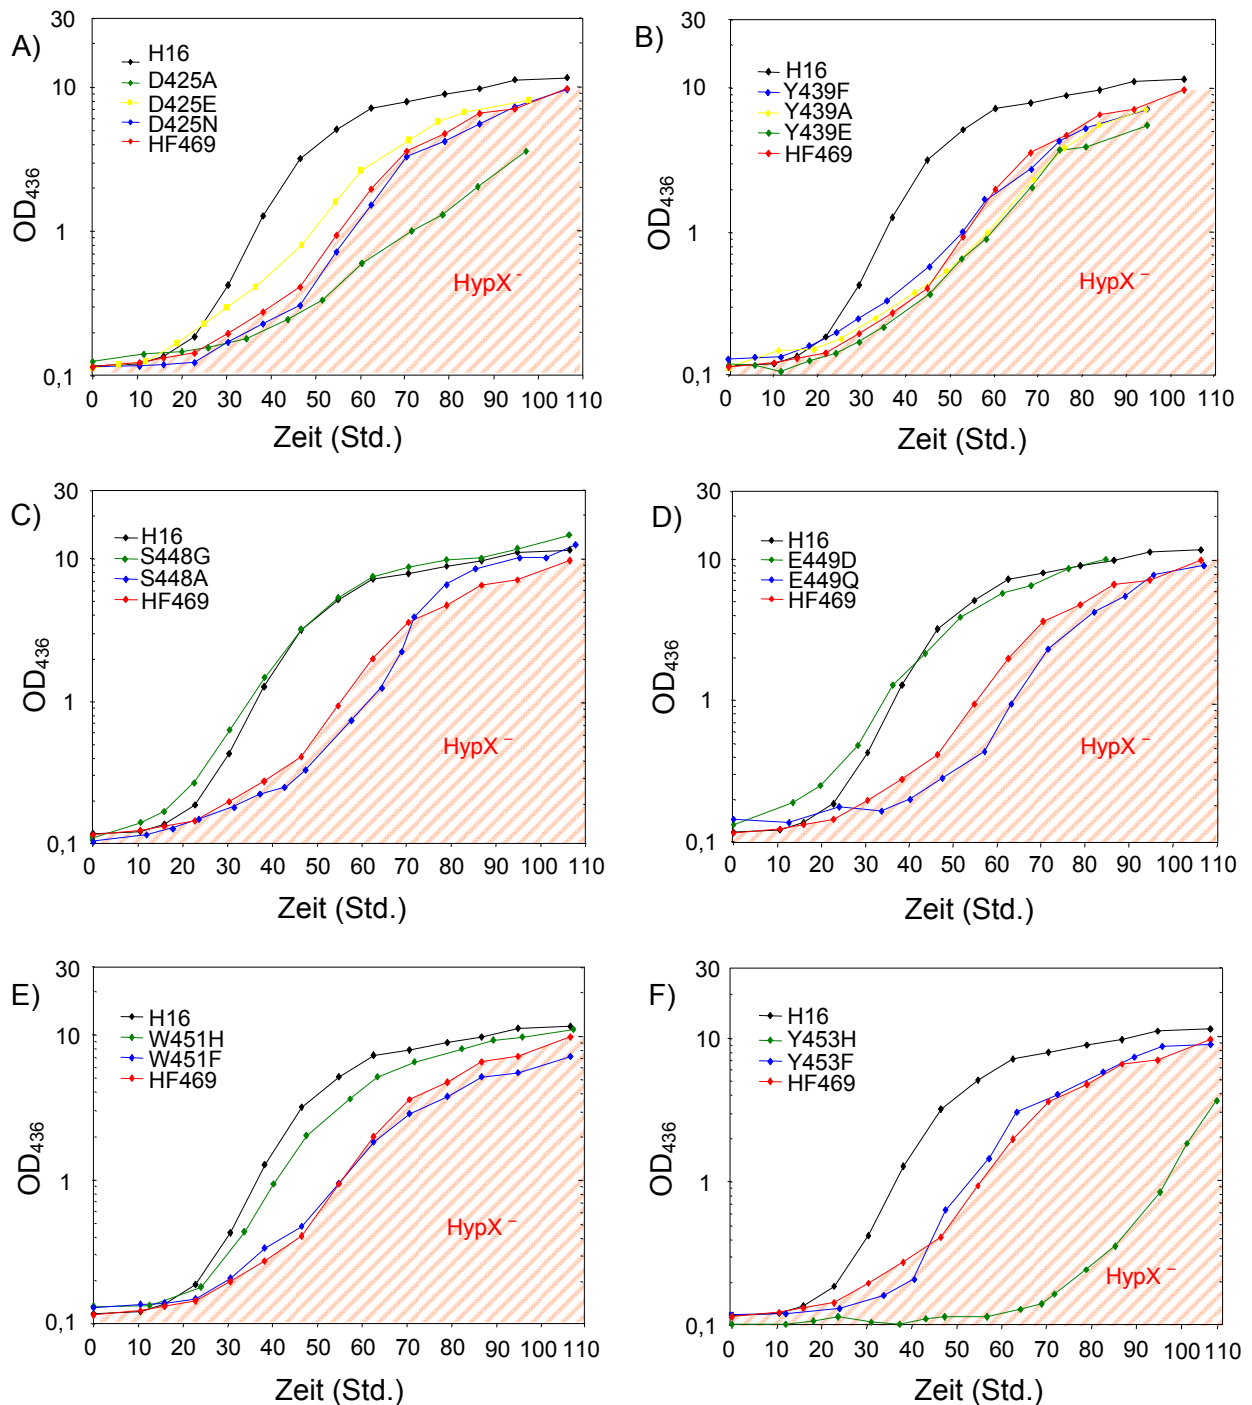 A)
30
10
1
0,1
OD436
H16
D425A
D425E
D425N
HF469
HypX⁻
0 10 20 30 40 50 60 70 80 90 100 110
Zeit (Std.)
B)
30
10
1
0,1
OD436
H16
Y439F
Y439A
Y439E
HF469
HypX⁻
0 10 20 30 40 50 60 70 80 90 100 110
Zeit (Std.)
C)
30
10
1
0,1
OD436
H16
S448G
S448A
HF469
HypX⁻
0 10 20 30 40 50 60 70 80 90 100 110
Zeit (Std.)
D)
30
10
1
0,1
OD436
H16
E449D
E449Q
HF469
HypX⁻
0 10 20 30 40 50 60 70 80 90 100 110
Zeit (Std.)
E)
30
10
1
0,1
OD436
H16
W451H
W451F
HF469
HypX⁻
0 10 20 30 40 50 60 70 80 90 100 110
Zeit (Std.)
F)
30
10
1
0,1
OD436
H16
Y453H
Y453F
HF469
HypX⁻
0 10 20 30 40 50 60 70 80 90 100 110
Zeit (Std.)